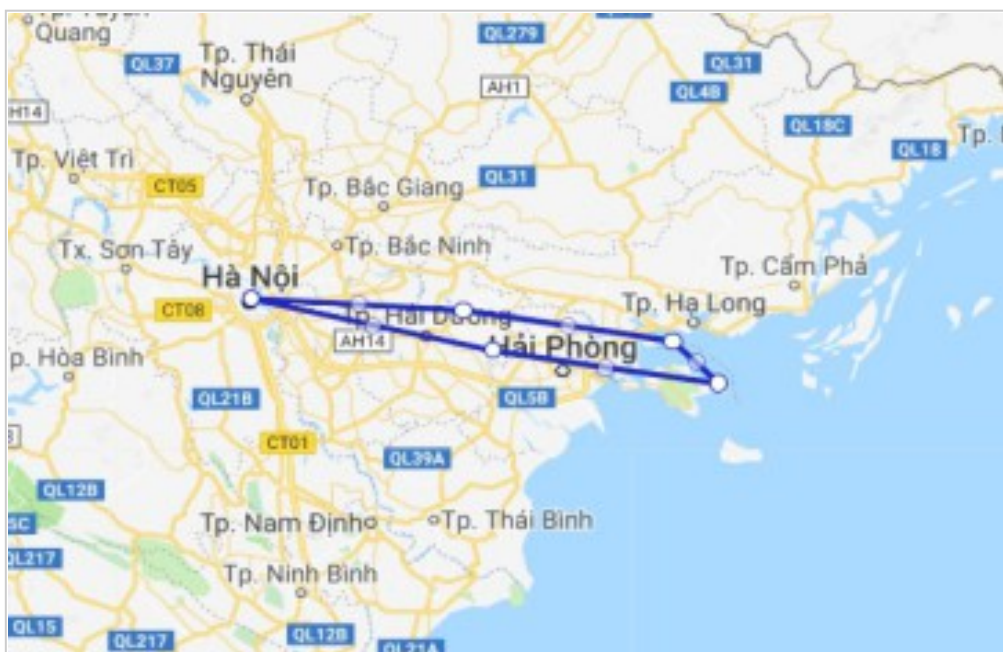 Quang
QL279
QL37
Tp. Thái
Nguyên
AH1
QL31
QL4B
AH14
QL18C
QL18
Tp. Việt Trì
CT05
Tp. Bắc Giang
QL31
Tx. Sơn Tây
Tp. Bắc Ninh
Hà Nội
Tp. Cẩm Phả
Tp. Hạ Long
CT08
Tp. Hải Dương
AH14
Hải Phòng
p. Hòa Bình
QL21B
QL5B
CT01
QL39A
QL12B
5C
Tp. Nam Định
Tp. Thái Bình
QL217
Tp. Ninh Bình
QL15
QL217
QL12B
QL21A